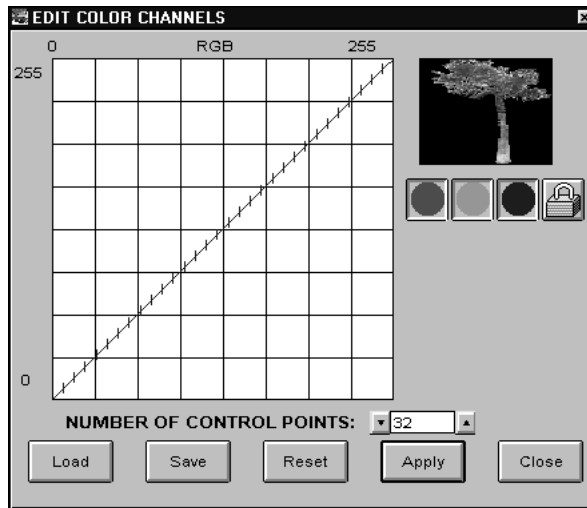 EDIT COLOR CHANNELS
0 RGB 255
255
0
NUMBER OF CONTROL POINTS: 32
Load Save Reset Apply Close